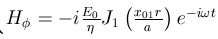 $H_{\phi} = -i \frac{E_0}{\eta} J_1 \left( \frac{x_{01} r}{a} \right) e^{-i\omega t}$